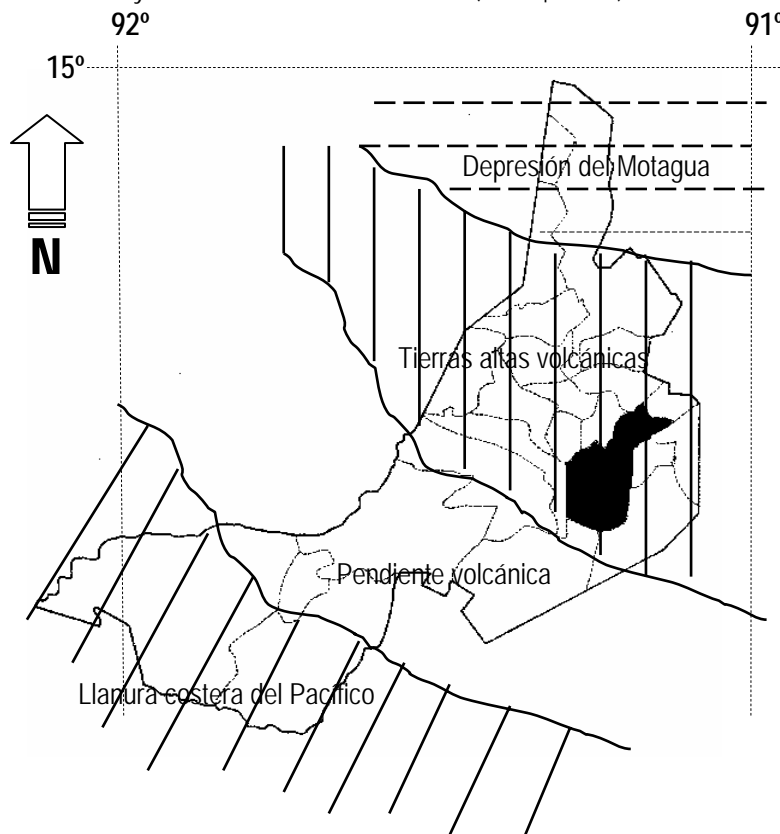 92º
91º
15º
Depresión del Motagua
N
Tierras altas volcánicas
Pendiente volcánica
Llanura costera del Pacífico